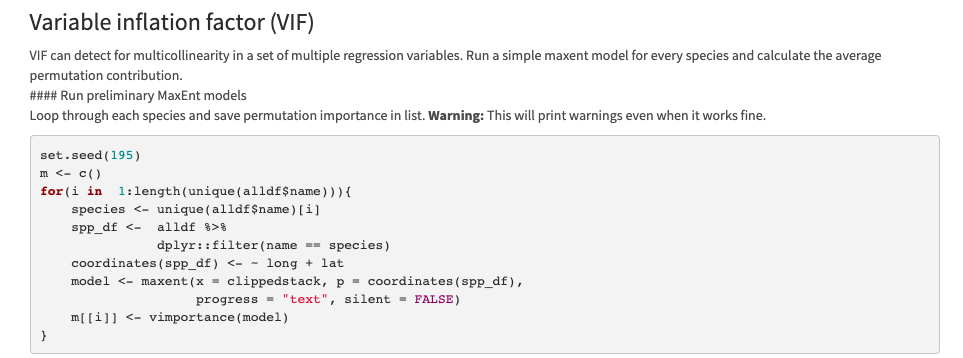 Variable inflation factor (VIF)
VIF can detect for multicollinearity in a set of multiple regression variables. Run a simple maxent model for every species and calculate the average
permutation contribution.
#### Run preliminary MaxEnt models
Loop through each species and save permutation importance in list. Warning: This will print warnings even when it works fine.
set.seed(195)
m <- c()
for(i in  1:length(unique(alldf$name))){
    species <- unique(alldf$name)[i]
    spp_df <-  alldf %>%
               dplyr::filter(name == species)
    coordinates(spp_df) <- ~ long + lat
    model <- maxent(x = clippedstack, p = coordinates(spp_df),
                    progress = "text", silent = FALSE)
    m[[i]] <- vimportance(model)
}